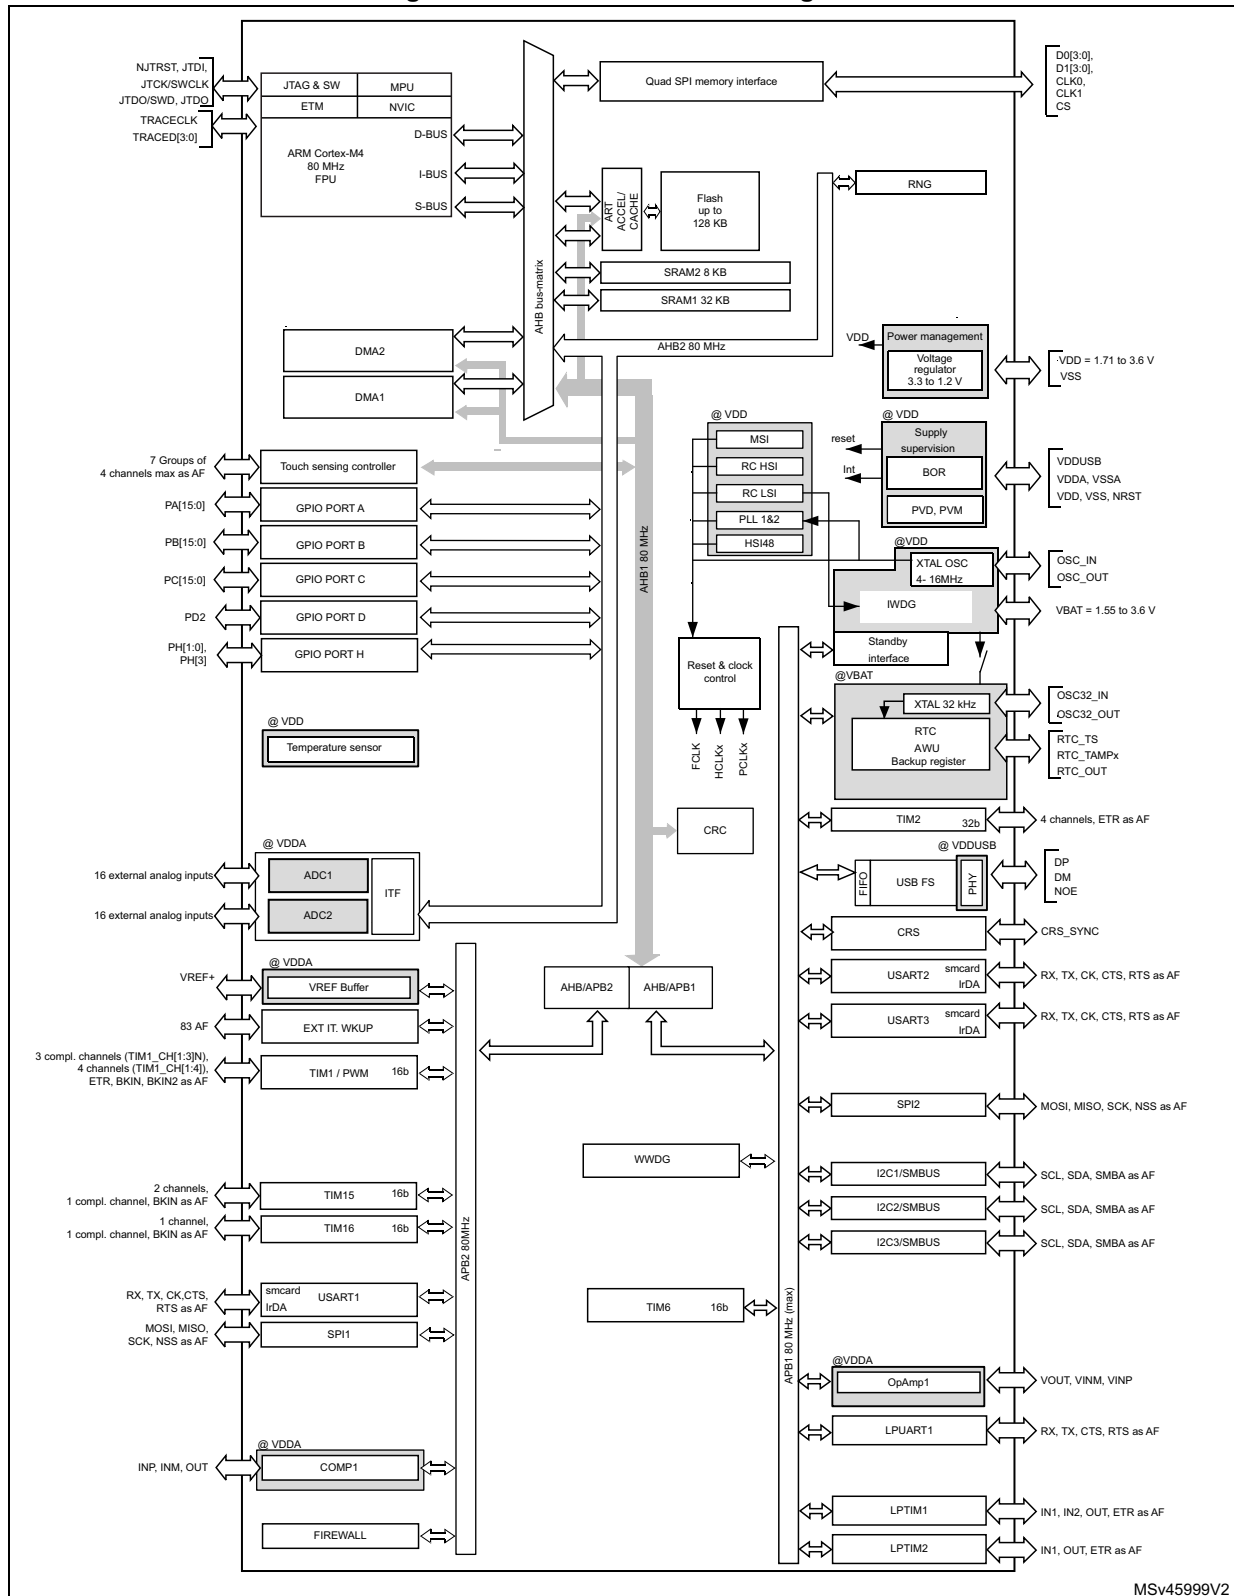 NJTRST, JTDI,
JTCK/SWCLK
JTDO/SWD, JTDO
TRACECLK
TRACED[3:0]
JTAG & SW
MPU
ETM
NVIC
ARM Cortex-M4
80 MHz
FPU
D-BUS
I-BUS
S-BUS
AHB bus-matrix
Quad SPI memory interface
D0[3:0],
D1[3:0],
CLK0,
CLK1
CS
ART
ACCEL/
CACHE
Flash
up to
128 KB
RNG
SRAM2 8 KB
SRAM1 32 KB
AHB2 80 MHz
DMA2
DMA1
VDD
Power management
Voltage
regulator
3.3 to 1.2 V
VDD = 1.71 to 3.6 V
VSS
@ VDD
MSI
RC HSI
RC LSI
PLL 1&2
HSI48
@ VDD
reset
Int
Supply
supervision
BOR
PVD, PVM
VDDUSB
VDDA, VSSA
VDD, VSS, NRST
7 Groups of
4 channels max as AF
Touch sensing controller
PA[15:0]
GPIO PORT A
PB[15:0]
GPIO PORT B
PC[15:0]
GPIO PORT C
PD2
GPIO PORT D
PH[1:0],
PH[3]
GPIO PORT H
AHB1 80 MHz
@VDD
XTAL OSC
4- 16MHz
IWDG
OSC_IN
OSC_OUT
VBAT = 1.55 to 3.6 V
Standby
interface
Reset & clock
control
FCLK
HCLKx
PCLKx
@VBAT
XTAL 32 kHz
RTC
AWU
Backup register
OSC32_IN
OSC32_OUT
RTC_TS
RTC_TAMPx
RTC_OUT
@ VDD
Temperature sensor
CRC
TIM2
32b
4 channels, ETR as AF
@ VDDUSB
FIFO
USB FS
PHY
DP
DM
NOE
@ VDDA
16 external analog inputs
ADC1
16 external analog inputs
ADC2
ITF
CRS
CRS_SYNC
@ VDDA
VREF+
VREF Buffer
83 AF
EXT IT. WKUP
3 compl. channels (TIM1_CH[1:3]N),
4 channels (TIM1_CH[1:4]),
ETR, BKIN, BKIN2 as AF
TIM1 / PWM
16b
AHB/APB2
AHB/APB1
USART2
smcard
IrDA
RX, TX, CK, CTS, RTS as AF
USART3
smcard
IrDA
RX, TX, CK, CTS, RTS as AF
SPI2
MOSI, MISO, SCK, NSS as AF
WWDG
I2C1/SMBUS
SCL, SDA, SMBA as AF
I2C2/SMBUS
SCL, SDA, SMBA as AF
I2C3/SMBUS
SCL, SDA, SMBA as AF
2 channels,
1 compl. channel, BKIN as AF
TIM15
16b
1 channel,
1 compl. channel, BKIN as AF
TIM16
16b
APB2 80MHz
RX, TX, CK,CTS,
RTS as AF
smcard
IrDA
USART1
MOSI, MISO,
SCK, NSS as AF
SPI1
TIM6
16b
APB1 80 MHz (max)
@VDDA
OpAmp1
VOUT, VINM, VINP
LPUART1
RX, TX, CTS, RTS as AF
@ VDDA
INP, INM, OUT
COMP1
FIREWALL
LPTIM1
IN1, IN2, OUT, ETR as AF
LPTIM2
IN1, OUT, ETR as AF
MSv45999V2